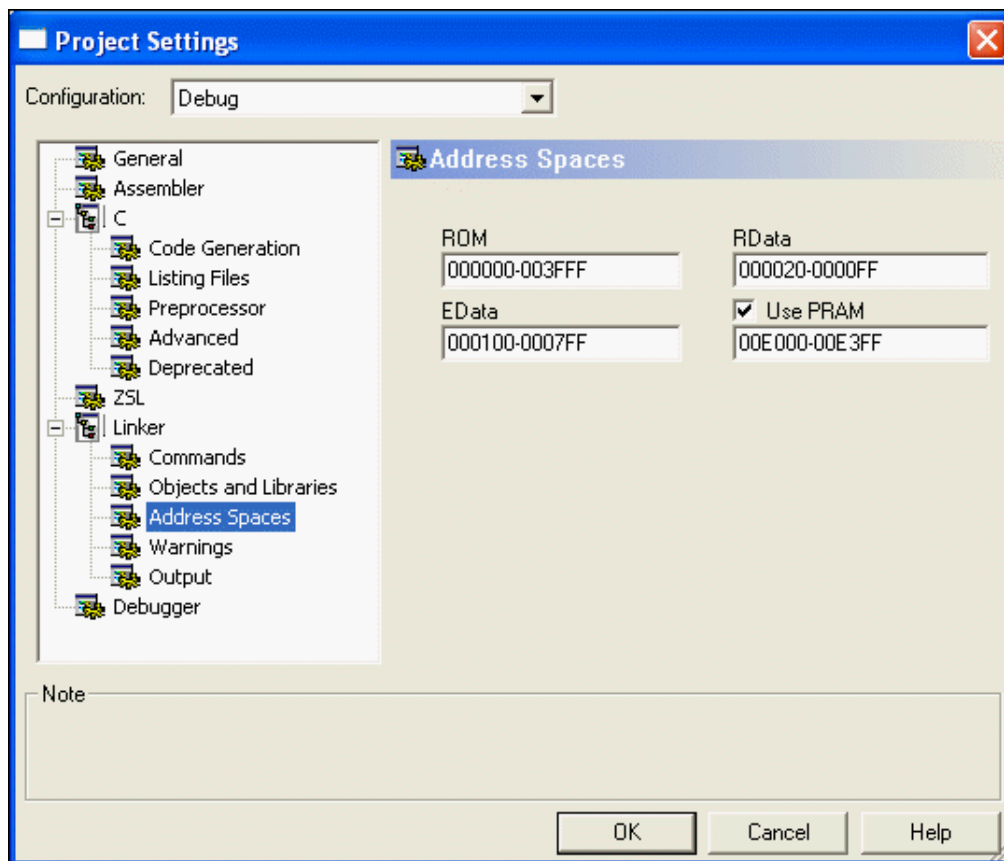 Project Settings
Configuration: Debug
General
Assembler
C
Code Generation
Listing Files
Preprocessor
Advanced
Deprecated
ZSL
Linker
Commands
Objects and Libraries
Address Spaces
Warnings
Output
Debugger
Address Spaces
ROM
000000-003FFF
RData
000020-0000FF
EData
000100-0007FF
Use PRAM
00E000-00E3FF
Note
OK Cancel Help